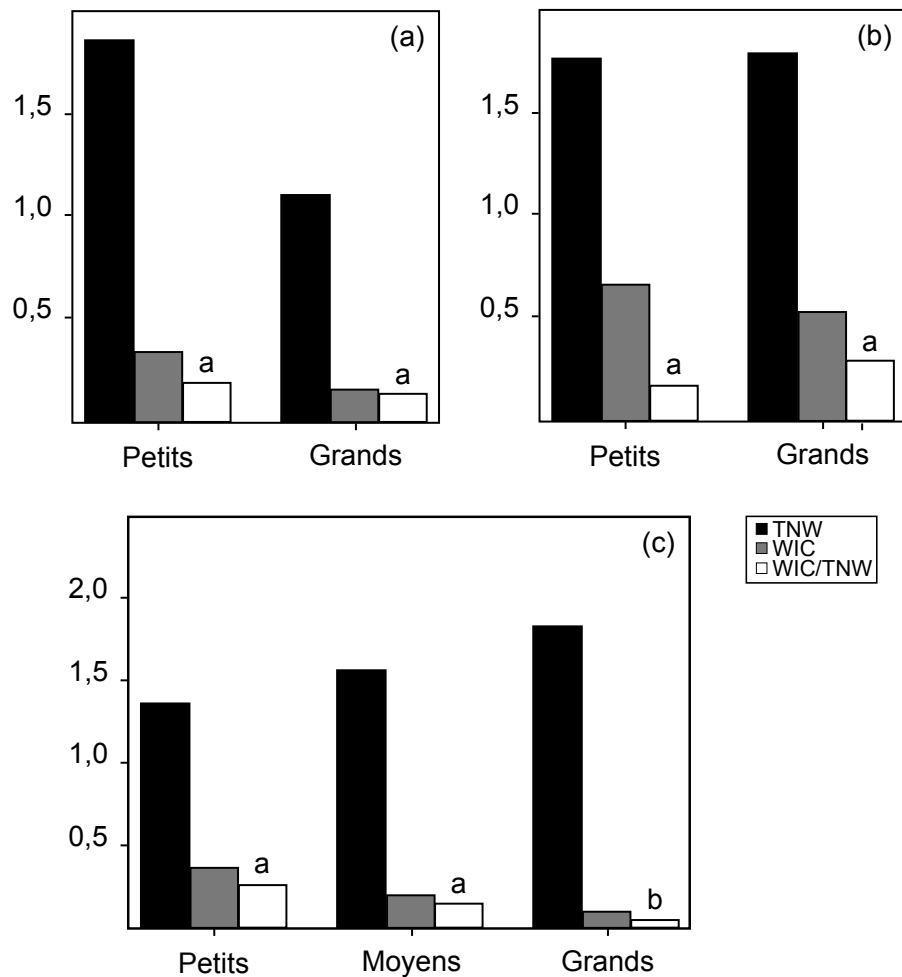 (a)
1,5
1,0
0,5
a
a
Petits
Grands
(b)
1,5
1,0
0,5
a
a
Petits
Grands
(c)
2,0
1,5
1,0
0,5
a
a
b
Petits
Moyens
Grands
TNW
WIC
WIC/TNW